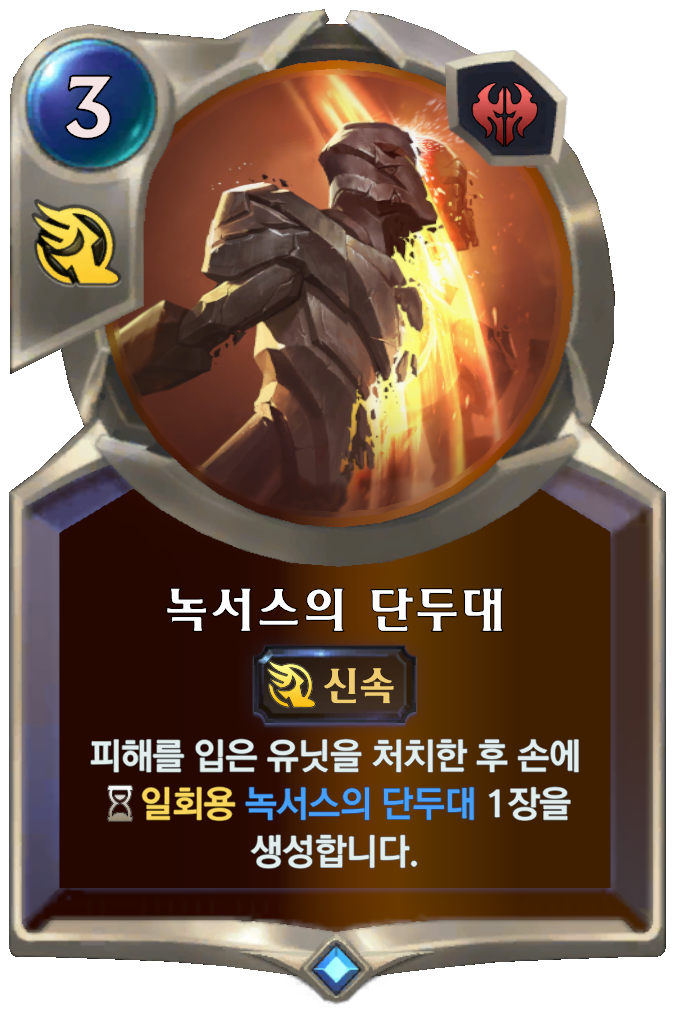 3
녹서스의 단두대
신속
피해를 입은 유닛을 처치한 후 손에
일회용 녹서스의 단두대 1장을
생성합니다.